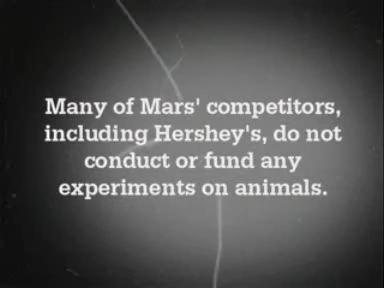 Many of Mars' competitors,
including Hershey's, do not
conduct or fund any
experiments on animals.